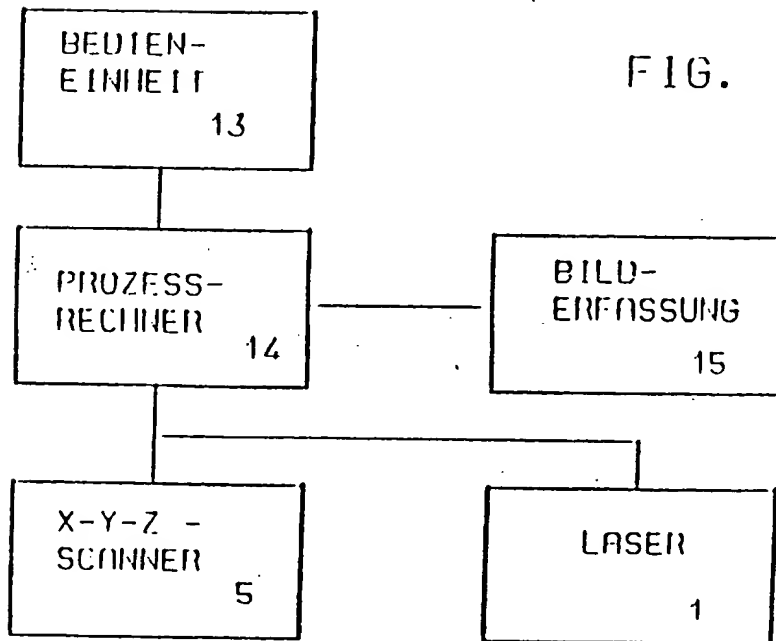 BEDIEN-
EINHEIT
13
FIG.
PROZESS-
RECHNER
14
BILD-
ERFASSUNG
15
X-Y-Z -
SCANNER
5
LASER
1